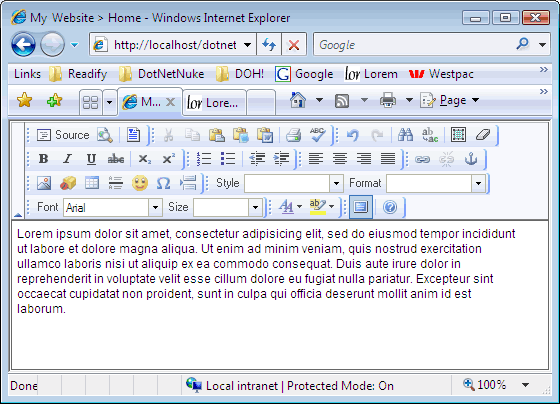 My Website > Home - Windows Internet Explorer
http://localhost/dotnet Google
Links Readify DotNetNuke DOH! Google Lorem Westpac
M... Lore... Page
Source
B I U abc X₂ X²
Style Format
Font Arial Size
Lorem ipsum dolor sit amet, consectetur adipisicing elit, sed do eiusmod tempor incididunt
ut labore et dolore magna aliqua. Ut enim ad minim veniam, quis nostrud exercitation
ullamco laboris nisi ut aliquip ex ea commodo consequat. Duis aute irure dolor in
reprehenderit in voluptate velit esse cillum dolore eu fugiat nulla pariatur. Excepteur sint
occaecat cupidatat non proident, sunt in culpa qui officia deserunt mollit anim id est
laborum.
Done Local intranet | Protected Mode: On 100%